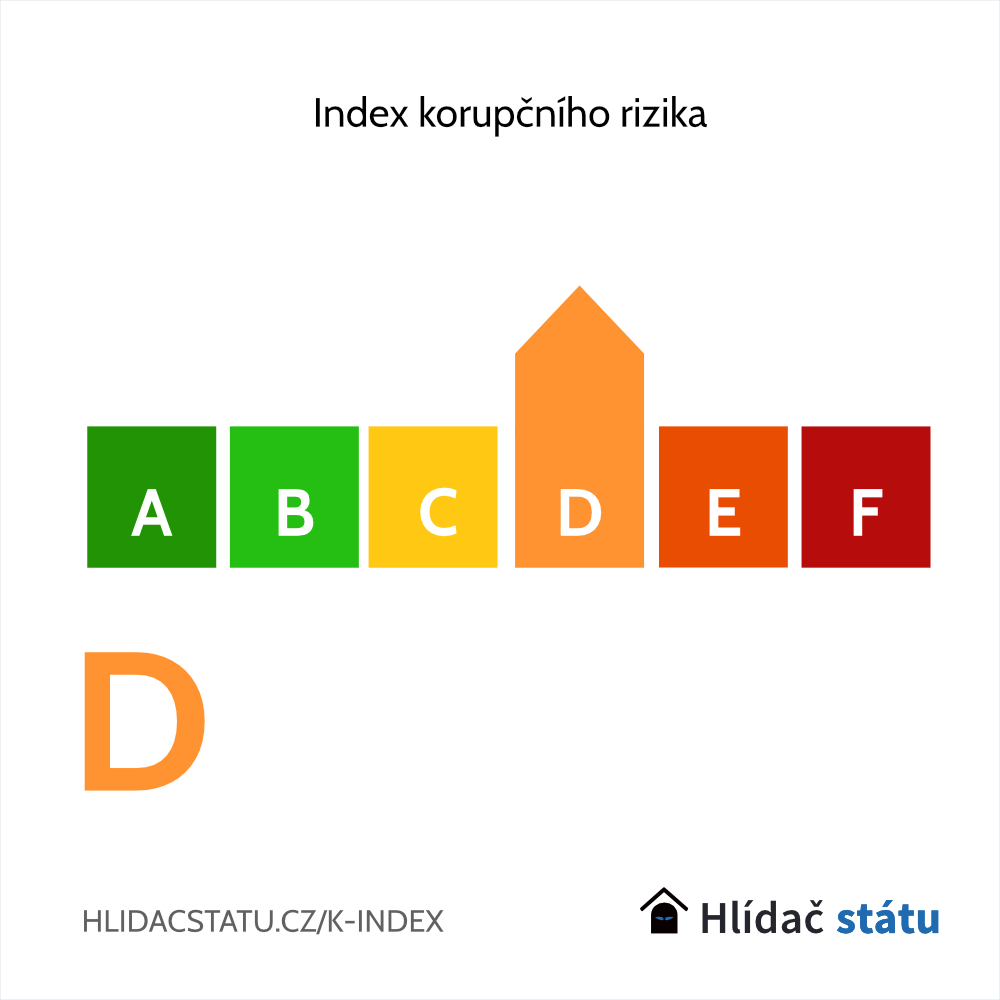 Index korupčního rizika
A B C D E F
D
HLIDACSTATU.CZ/K-INDEX
Hlídač státu